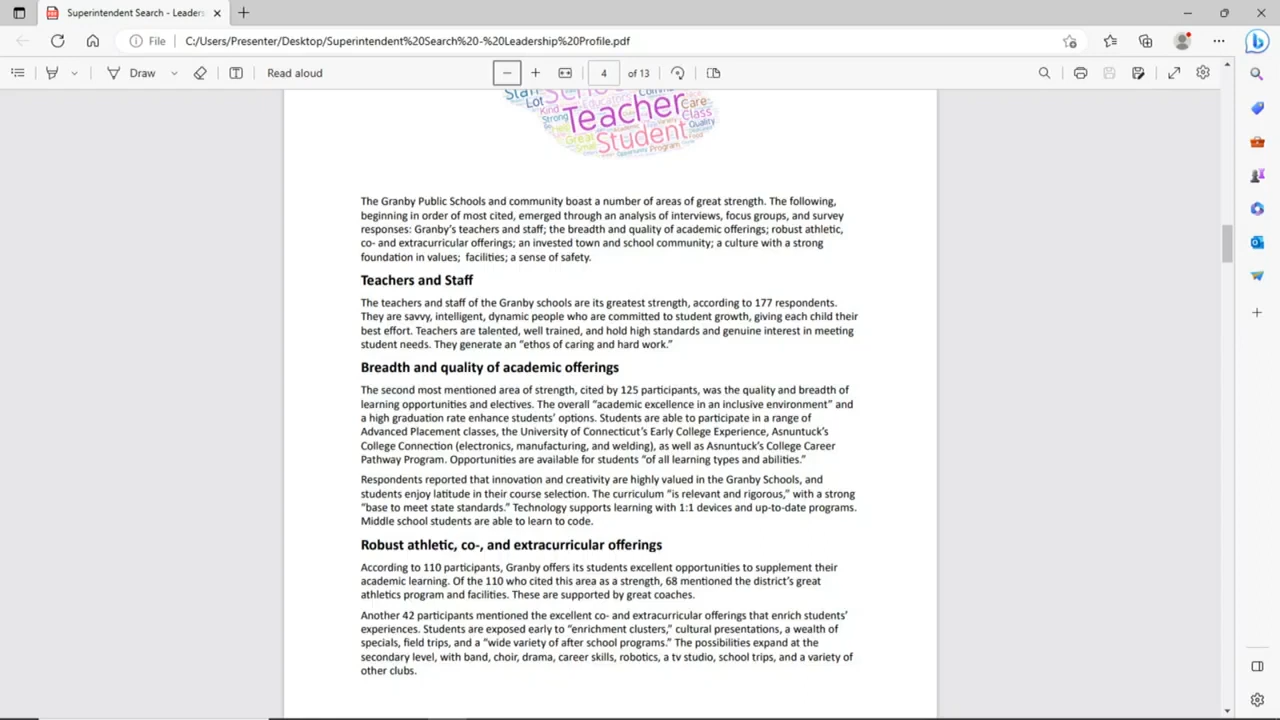 Superintendent Search - Leaders
File
C:/Users/Presenter/Desktop/Superintendent%20Search%20-%20Leadership%20Profile.pdf
Draw
Read aloud
4
of 13
Lot
Kind
Strong
Educators
Teacher
Care
Class
Quality
Great
Student
Program
The Granby Public Schools and community boast a number of areas of great strength. The following,
beginning in order of most cited, emerged through an analysis of interviews, focus groups, and survey
responses: Granby's teachers and staff; the breadth and quality of academic offerings; robust athletic,
co- and extracurricular offerings; an invested town and school community; a culture with a strong
foundation in values; facilities; a sense of safety.
Teachers and Staff
The teachers and staff of the Granby schools are its greatest strength, according to 177 respondents.
They are savvy, intelligent, dynamic people who are committed to student growth, giving each child their
best effort. Teachers are talented, well trained, and hold high standards and genuine interest in meeting
student needs. They generate an "ethos of caring and hard work."
Breadth and quality of academic offerings
The second most mentioned area of strength, cited by 125 participants, was the quality and breadth of
learning opportunities and electives. The overall "academic excellence in an inclusive environment" and
a high graduation rate enhance students' options. Students are able to participate in a range of
Advanced Placement classes, the University of Connecticut's Early College Experience, Asnuntuck's
College Connection (electronics, manufacturing, and welding), as well as Asnuntuck's College Career
Pathway Program. Opportunities are available for students "of all learning types and abilities."
Respondents reported that innovation and creativity are highly valued in the Granby Schools, and
students enjoy latitude in their course selection. The curriculum "is relevant and rigorous," with a strong
"base to meet state standards." Technology supports learning with 1:1 devices and up-to-date programs.
Middle school students are able to learn to code.
Robust athletic, co-, and extracurricular offerings
According to 110 participants, Granby offers its students excellent opportunities to supplement their
academic learning. Of the 110 who cited this area as a strength, 68 mentioned the district's great
athletics program and facilities. These are supported by great coaches.
Another 42 participants mentioned the excellent co- and extracurricular offerings that enrich students'
experiences. Students are exposed early to "enrichment clusters," cultural presentations, a wealth of
specials, field trips, and a "wide variety of after school programs." The possibilities expand at the
secondary level, with band, choir, drama, career skills, robotics, a tv studio, school trips, and a variety of
other clubs.